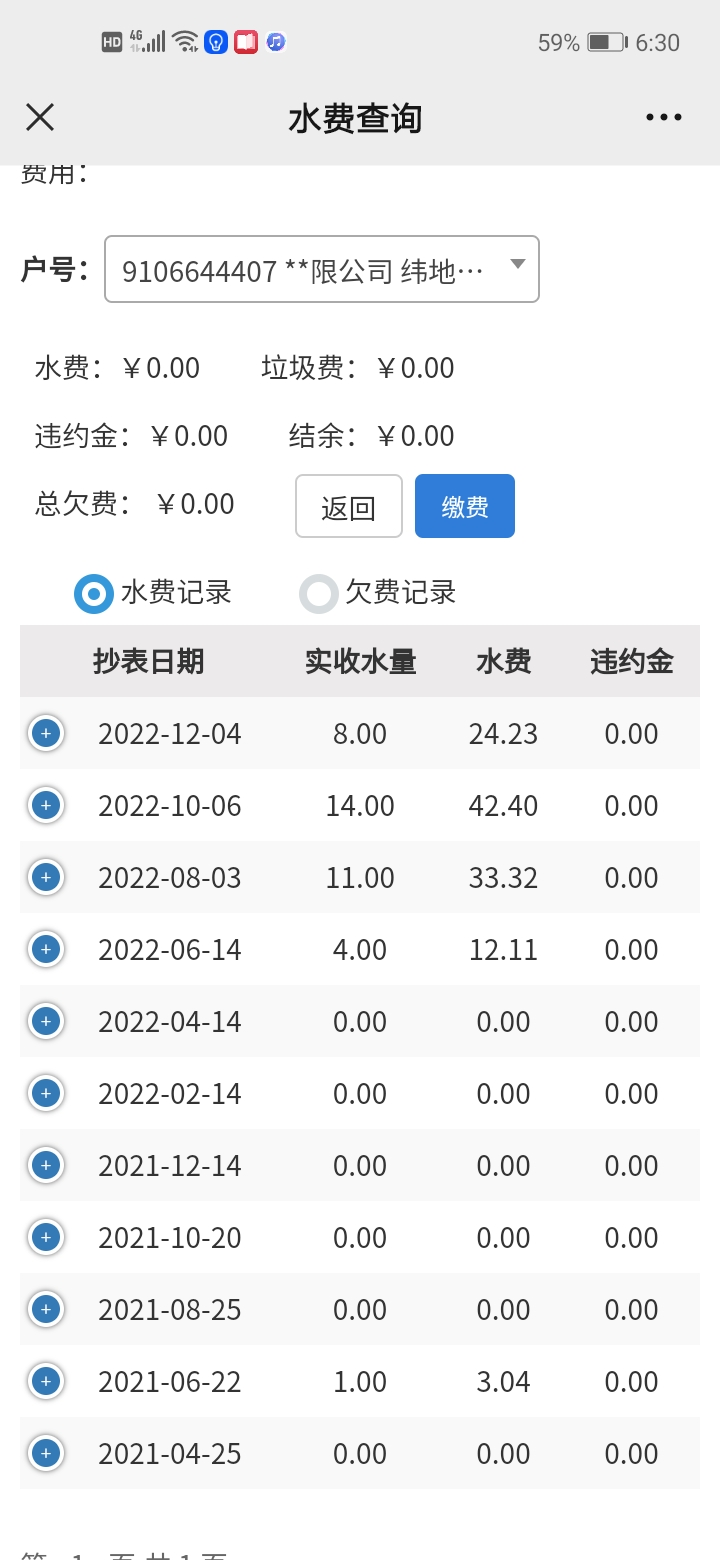 HD 4G 59% 6:30
水费查询
费用：
户号： 9106644407 **限公司 纬地…
水费：￥0.00 垃圾费：￥0.00
违约金：￥0.00 结余：￥0.00
总欠费：￥0.00 返回 缴费
水费记录 欠费记录
抄表日期 实收水量 水费 违约金
+ 2022-12-04 8.00 24.23 0.00
+ 2022-10-06 14.00 42.40 0.00
+ 2022-08-03 11.00 33.32 0.00
+ 2022-06-14 4.00 12.11 0.00
+ 2022-04-14 0.00 0.00 0.00
+ 2022-02-14 0.00 0.00 0.00
+ 2021-12-14 0.00 0.00 0.00
+ 2021-10-20 0.00 0.00 0.00
+ 2021-08-25 0.00 0.00 0.00
+ 2021-06-22 1.00 3.04 0.00
+ 2021-04-25 0.00 0.00 0.00
第 1 页 共 1 页